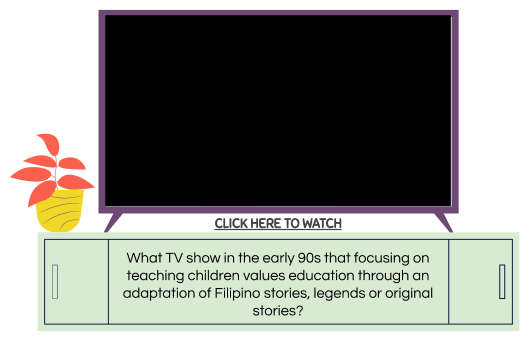 CLICK HERE TO WATCH
What TV show in the early 90s that focusing on
teaching children values education through an
adaptation of Filipino stories, legends or original
stories?